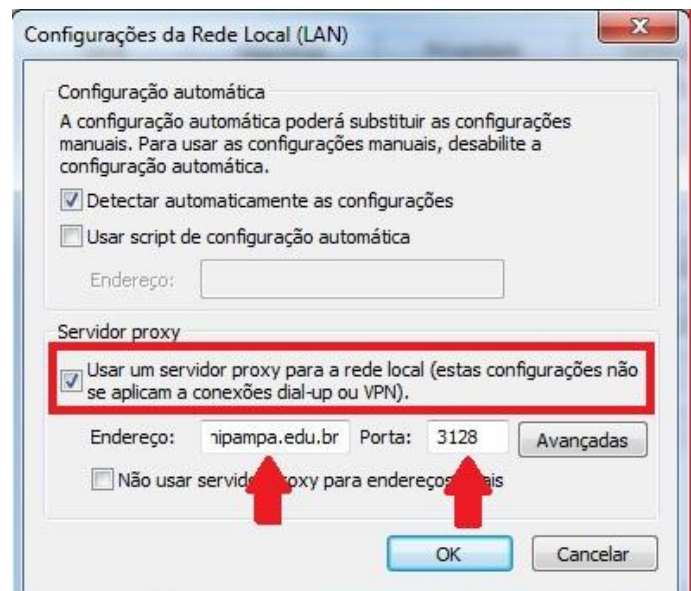 Configurações da Rede Local (LAN)
Configuração automática
A configuração automática poderá substituir as configurações
manuais. Para usar as configurações manuais, desabilite a
configuração automática.
Detectar automaticamente as configurações
Usar script de configuração automática
Endereço:
Servidor proxy
Usar um servidor proxy para a rede local (estas configurações não
se aplicam a conexões dial-up ou VPN).
Endereço: nipampa.edu.br Porta: 3128 Avançadas
Não usar servidor proxy para endereços
OK Cancelar